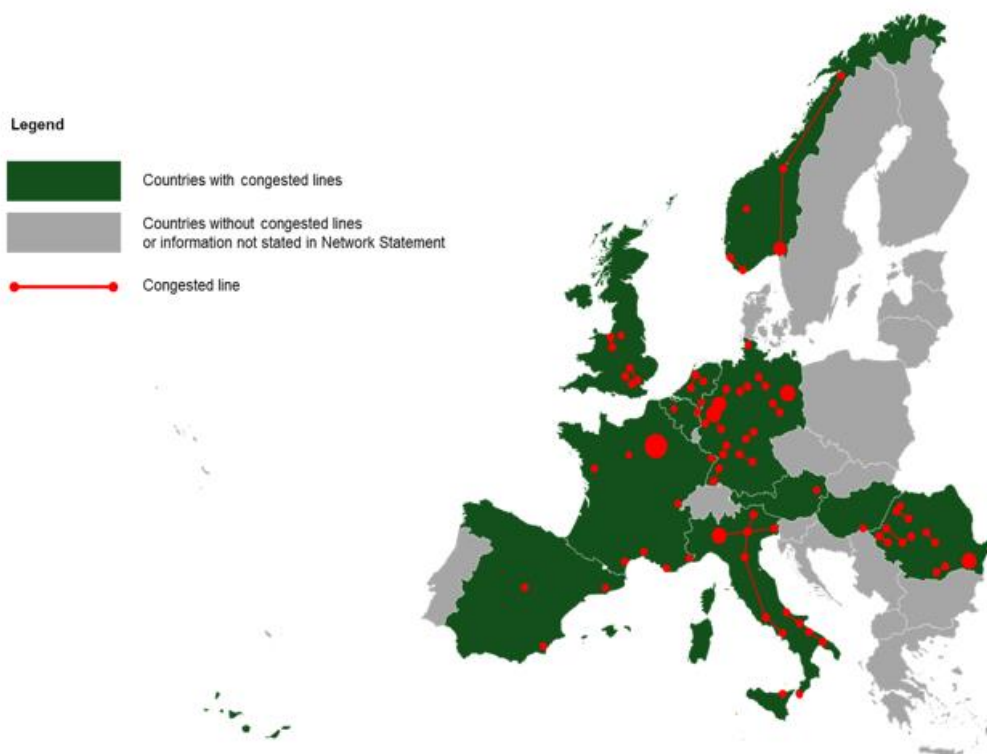 Legend
Countries with congested lines
Countries without congested lines
or information not stated in Network Statement
Congested line